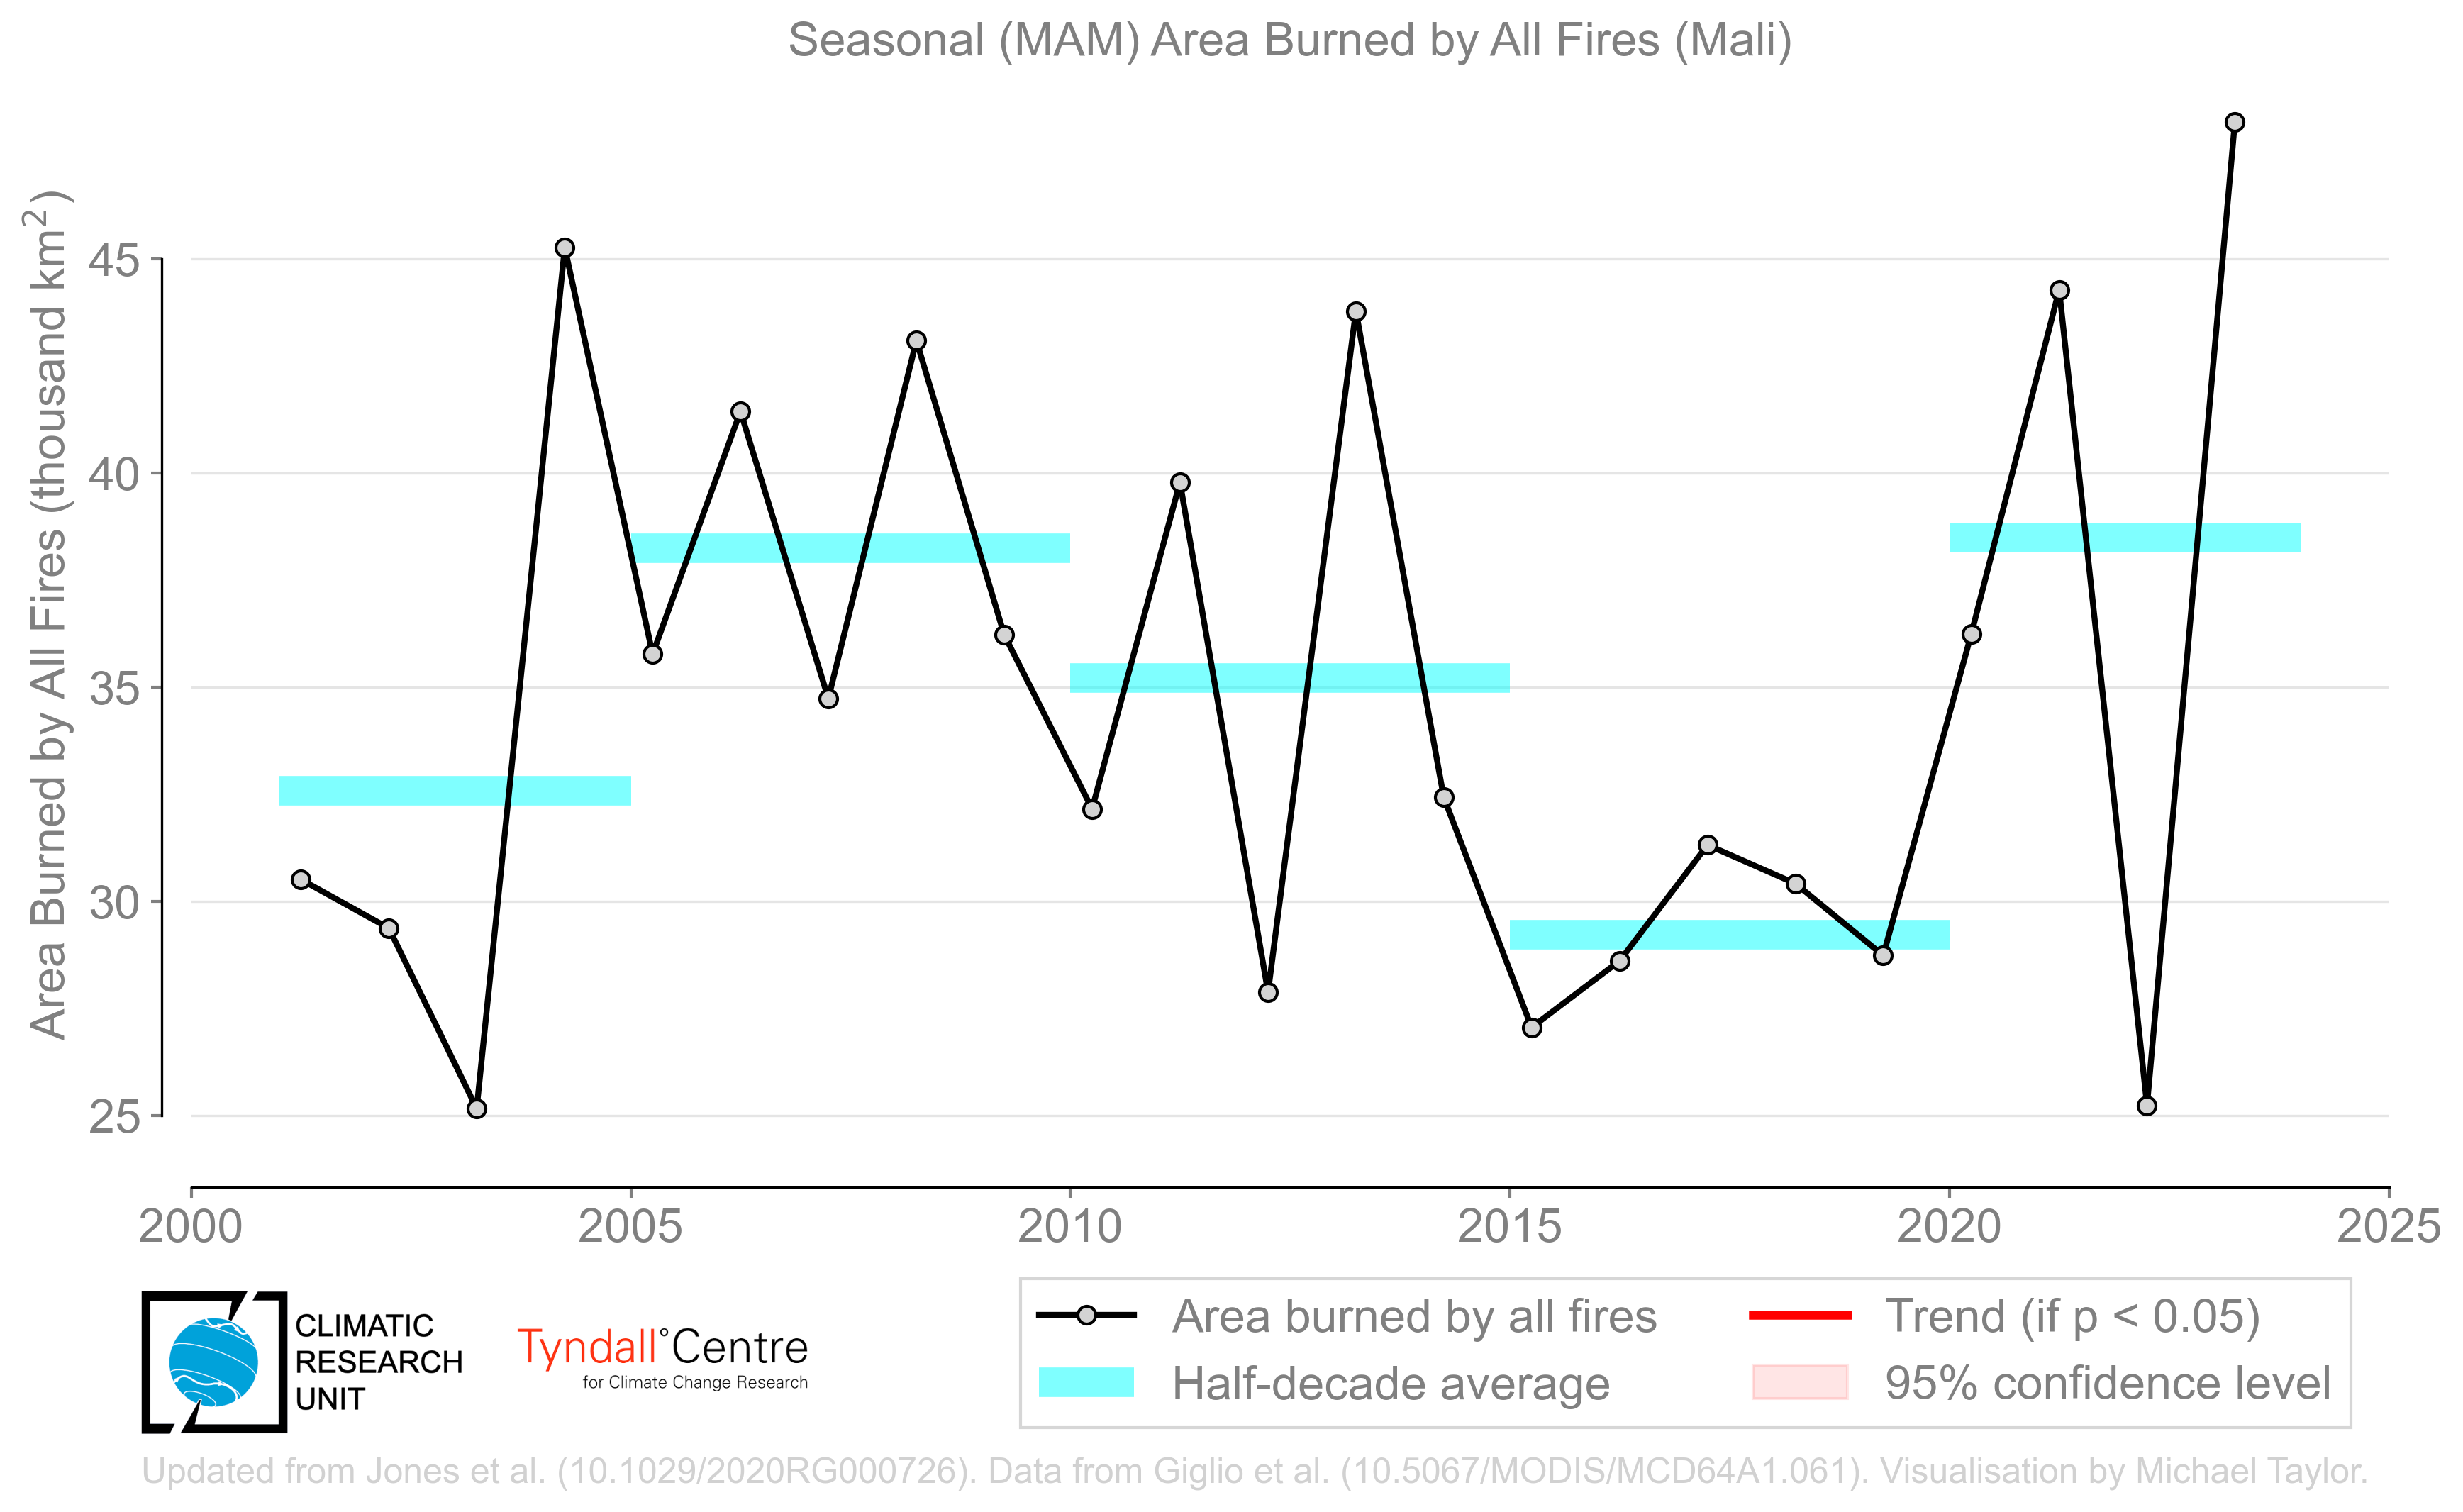 Seasonal (MAM) Area Burned by All Fires (Mali)
Area Burned by All Fires (thousand km²)
45
40
35
30
25
2000 2005 2010 2015 2020 2025
CLIMATIC
RESEARCH
UNIT
Tyndall°Centre
for Climate Change Research
Area burned by all fires
Half-decade average
Trend (if p < 0.05)
95% confidence level
Updated from Jones et al. (10.1029/2020RG000726). Data from Giglio et al. (10.5067/MODIS/MCD64A1.061). Visualisation by Michael Taylor.